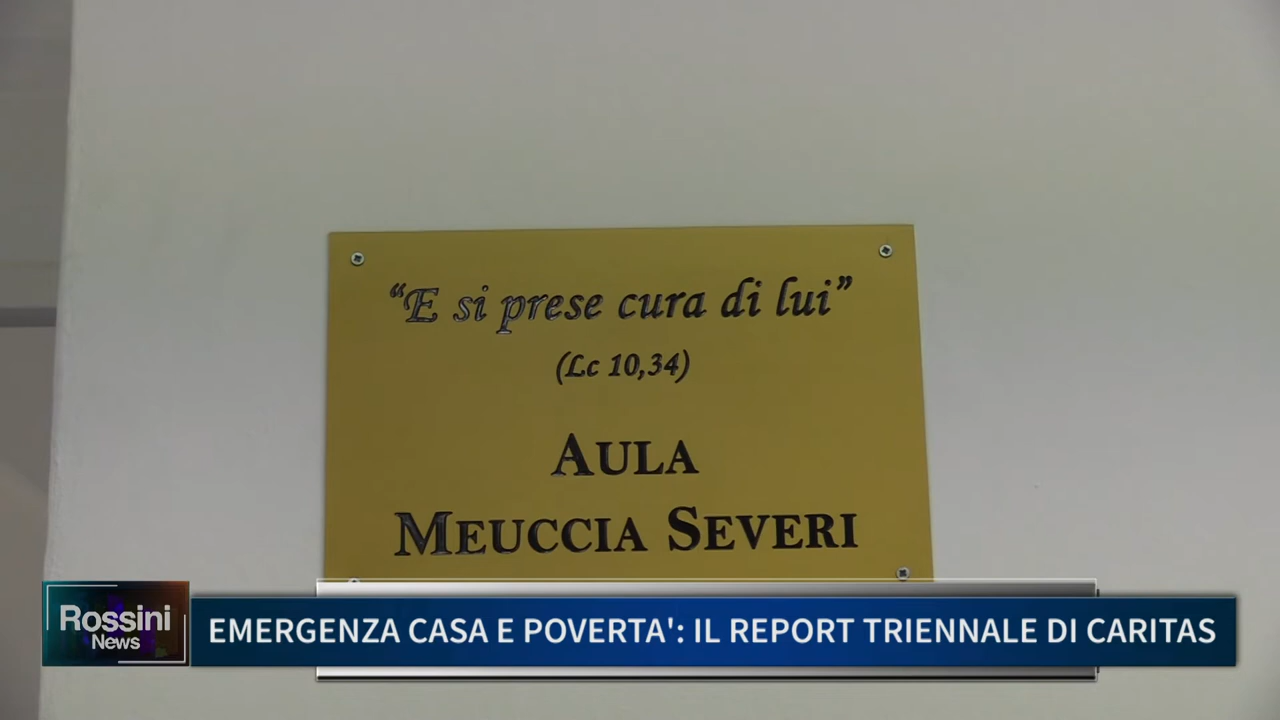 “E si prese cura di lui”
(Lc 10,34)
AULA
MEUCCIA SEVERI
Rossini
News
EMERGENZA CASA E POVERTA': IL REPORT TRIENNALE DI CARITAS